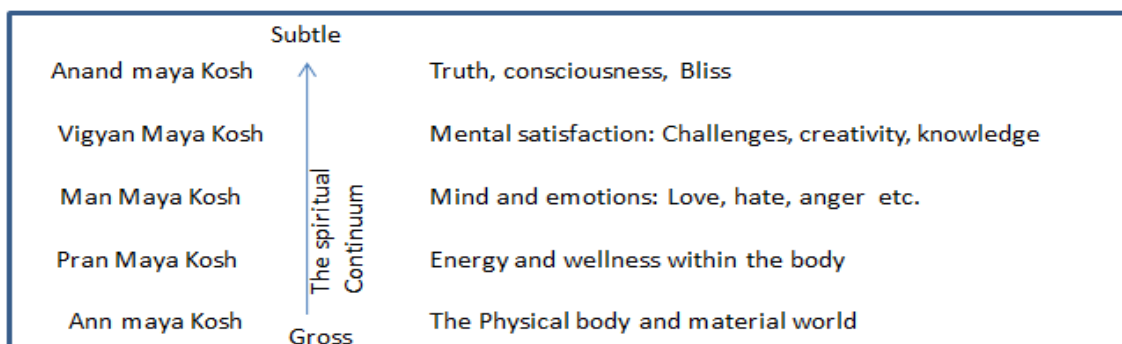 Subtle
Anand maya Kosh Truth, consciousness, Bliss
Vigyan Maya Kosh Mental satisfaction: Challenges, creativity, knowledge
Man Maya Kosh Mind and emotions: Love, hate, anger etc.
The spiritual
Continuum
Pran Maya Kosh Energy and wellness within the body
Ann maya Kosh The Physical body and material world
Gross